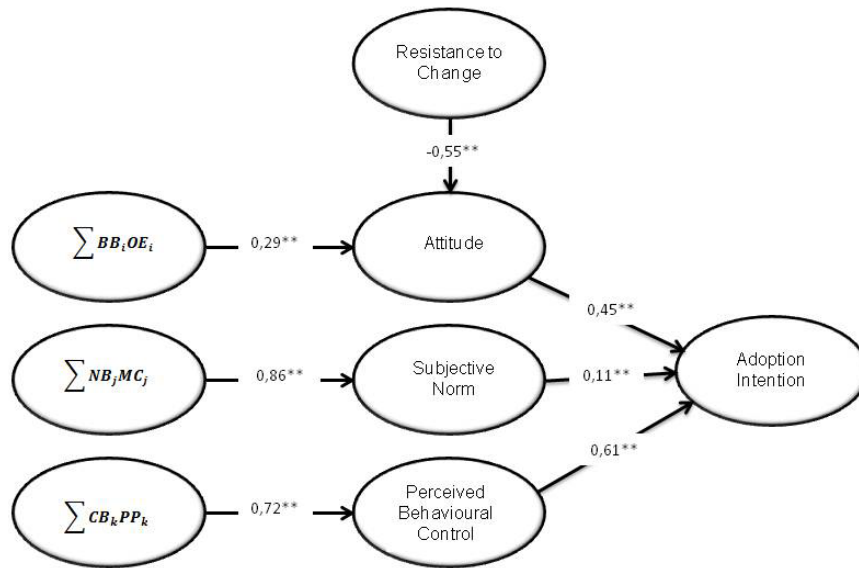 Resistance to
Change
-0,55**
∑ BBᵢOEᵢ
0,29**
Attitude
0,45**
∑ NBⱼMCⱼ
0,86**
Subjective
Norm
0,11**
Adoption
Intention
0,61**
∑ CBₖPPₖ
0,72**
Perceived
Behavioural
Control